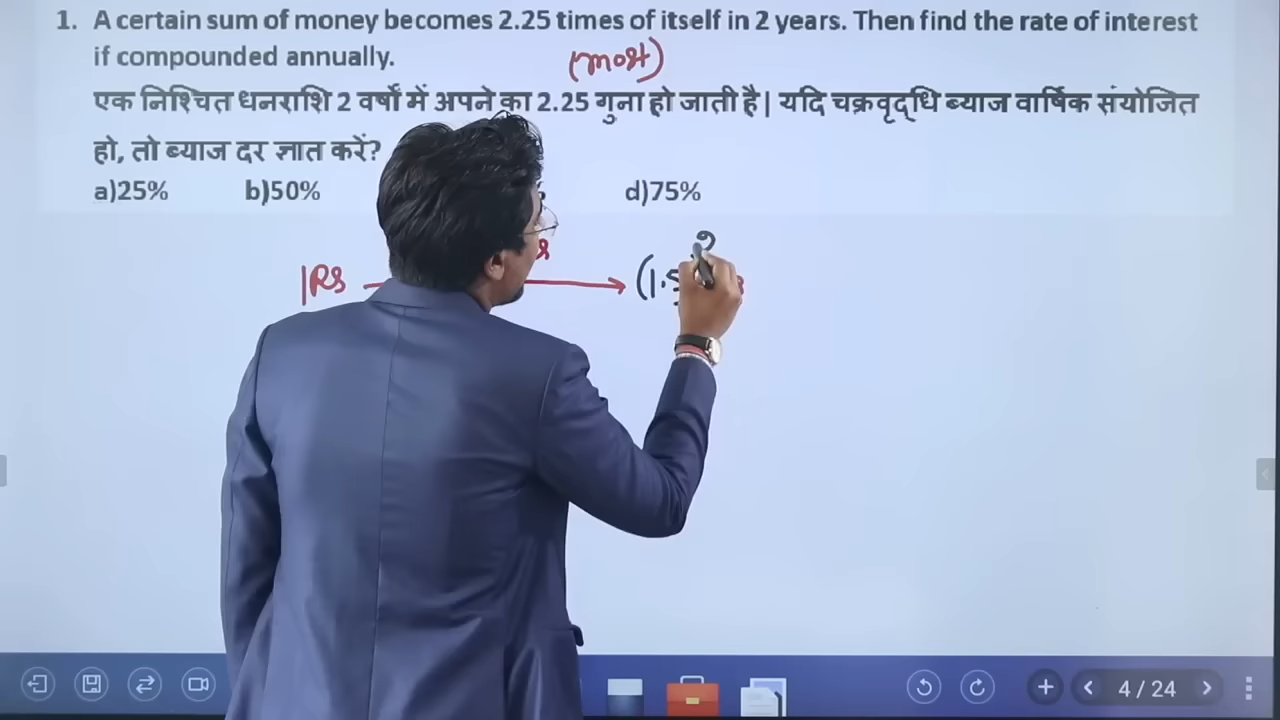 1. A certain sum of money becomes 2.25 times of itself in 2 years. Then find the rate of interest
if compounded annually.
(most)
एक निश्चित धनराशि 2 वर्षों में अपने का 2.25 गुना हो जाती है| यदि चक्रवृद्धि ब्याज वार्षिक संयोजित
हो, तो ब्याज दर ज्ञात करें?
a)25% b)50% d)75%
1Rs (1.5
4 / 24